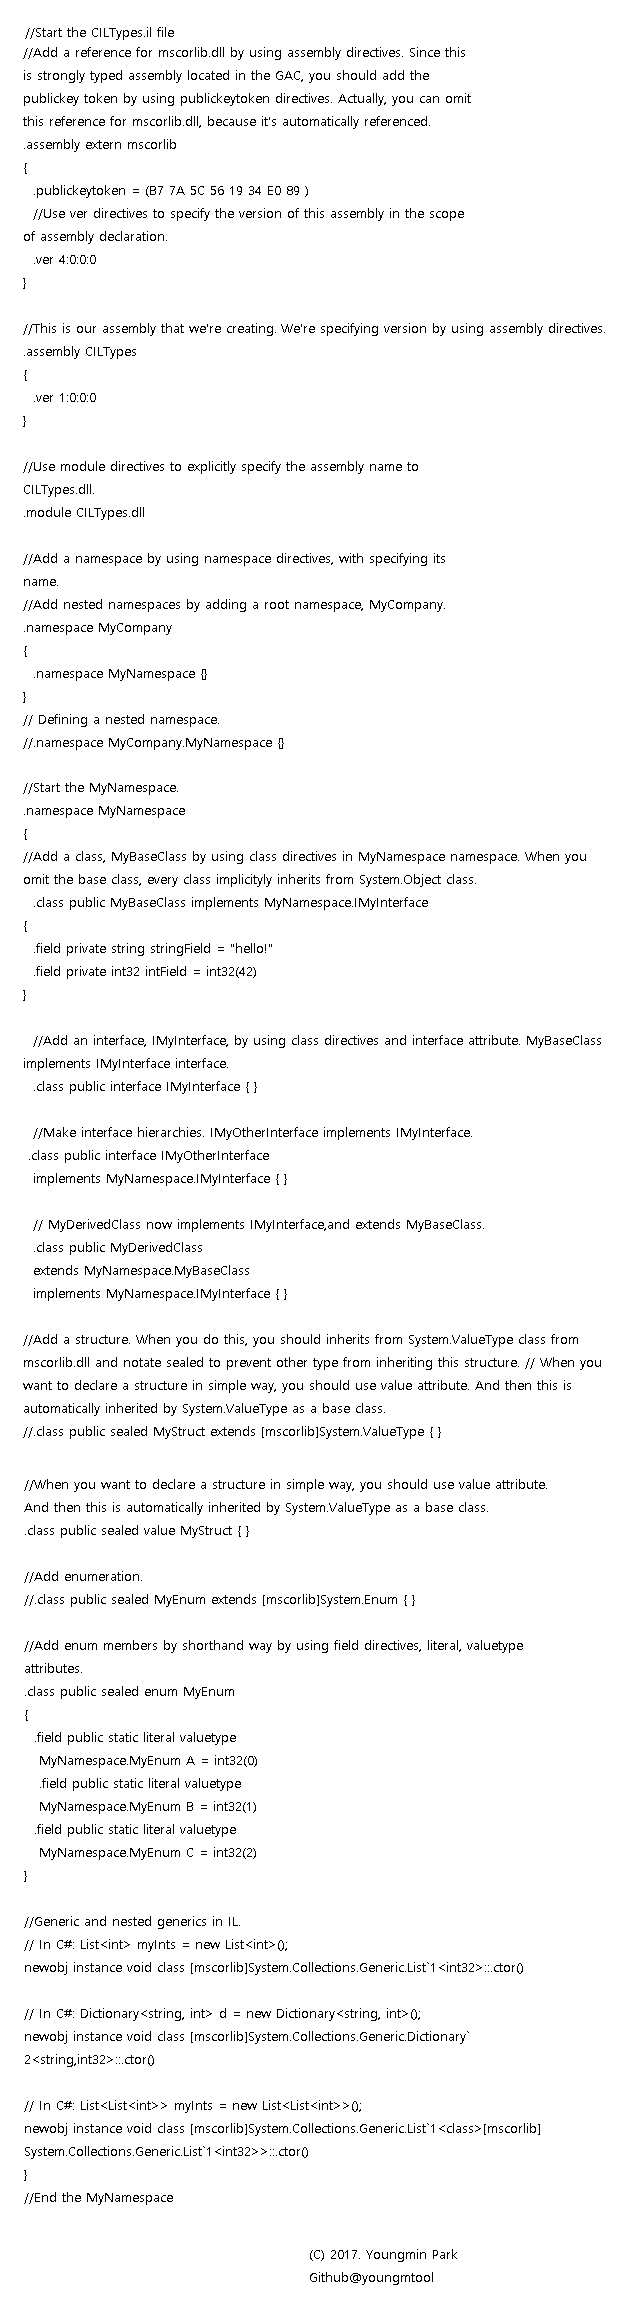 //Start the CILTypes.il file
//Add a reference for mscorlib.dll by using assembly directives. Since this
is strongly typed assembly located in the GAC, you should add the
publickey token by using publickeytoken directives. Actually, you can omit
this reference for mscorlib.dll, because it's automatically referenced.
.assembly extern mscorlib
{
.publickeytoken = (B7 7A 5C 56 19 34 E0 89 )
//Use ver directives to specify the version of this assembly in the scope
of assembly declaration.
.ver 4:0:0:0
}

//This is our assembly that we're creating. We're specifying version by using assembly directives.
.assembly CILTypes
{
.ver 1:0:0:0
}

//Use module directives to explicitly specify the assembly name to
CILTypes.dll.
.module CILTypes.dll

//Add a namespace by using namespace directives, with specifying its
name.
//Add nested namespaces by adding a root namespace, MyCompany.
.namespace MyCompany
{
.namespace MyNamespace {}
}
// Defining a nested namespace.
//.namespace MyCompany.MyNamespace {}

//Start the MyNamespace.
.namespace MyNamespace
{
//Add a class, MyBaseClass by using class directives in MyNamespace namespace. When you
omit the base class, every class implicityly inherits from System.Object class.
.class public MyBaseClass implements MyNamespace.IMyInterface
{
.field private string stringField = "hello!"
.field private int32 intField = int32(42)
}

//Add an interface, IMyInterface, by using class directives and interface attribute. MyBaseClass
implements IMyInterface interface.
.class public interface IMyInterface { }

//Make interface hierarchies. IMyOtherInterface implements IMyInterface.
.class public interface IMyOtherInterface
implements MyNamespace.IMyInterface { }

// MyDerivedClass now implements IMyInterface,and extends MyBaseClass.
.class public MyDerivedClass
extends MyNamespace.MyBaseClass
implements MyNamespace.IMyInterface { }

//Add a structure. When you do this, you should inherits from System.ValueType class from
mscorlib.dll and notate sealed to prevent other type from inheriting this structure. // When you
want to declare a structure in simple way, you should use value attribute. And then this is
automatically inherited by System.ValueType as a base class.
//.class public sealed MyStruct extends [mscorlib]System.ValueType { }

//When you want to declare a structure in simple way, you should use value attribute.
And then this is automatically inherited by System.ValueType as a base class.
.class public sealed value MyStruct { }

//Add enumeration.
//.class public sealed MyEnum extends [mscorlib]System.Enum { }

//Add enum members by shorthand way by using field directives, literal, valuetype
attributes.
.class public sealed enum MyEnum
{
.field public static literal valuetype
MyNamespace.MyEnum A = int32(0)
.field public static literal valuetype
MyNamespace.MyEnum B = int32(1)
.field public static literal valuetype
MyNamespace.MyEnum C = int32(2)
}

//Generic and nested generics in IL.
// In C#: List<int> myInts = new List<int>();
newobj instance void class [mscorlib]System.Collections.Generic.List`1<int32>::.ctor()

// In C#: Dictionary<string, int> d = new Dictionary<string, int>();
newobj instance void class [mscorlib]System.Collections.Generic.Dictionary`
2<string,int32>::.ctor()

// In C#: List<List<int>> myInts = new List<List<int>>();
newobj instance void class [mscorlib]System.Collections.Generic.List`1<class>[mscorlib]
System.Collections.Generic.List`1<int32>>::.ctor()
}
//End the MyNamespace

(C) 2017. Youngmin Park
Github@youngmtool